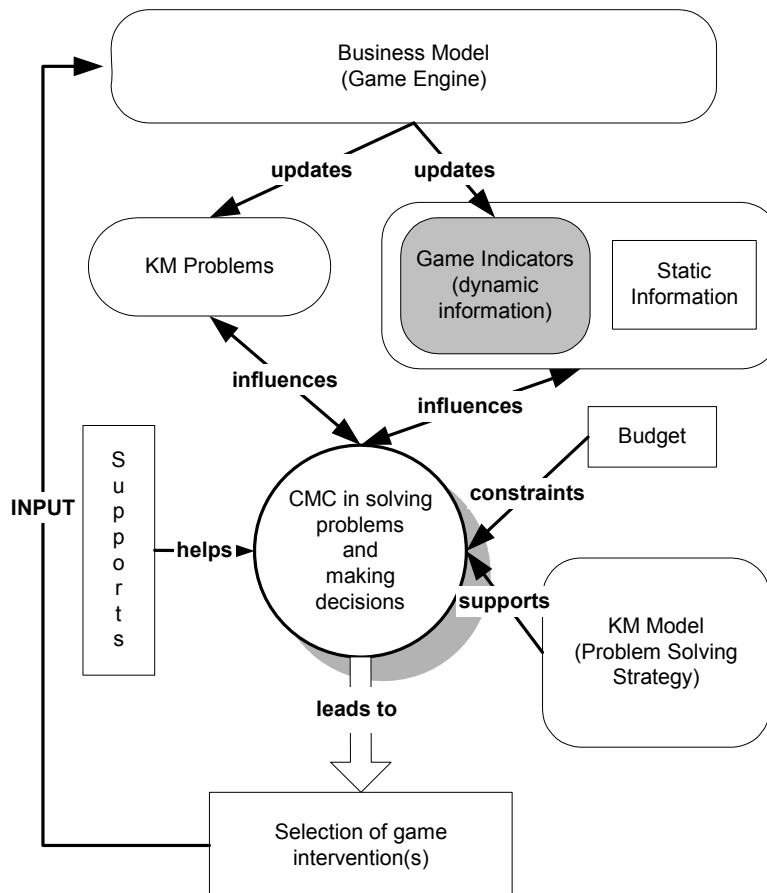 Business Model
(Game Engine)
updates
updates
KM Problems
Game Indicators
(dynamic
information)
Static
Information
influences
influences
Budget
Supports
INPUT
helps
CMC in solving
problems
and
making
decisions
constraints
supports
KM Model
(Problem Solving
Strategy)
leads to
Selection of game
intervention(s)